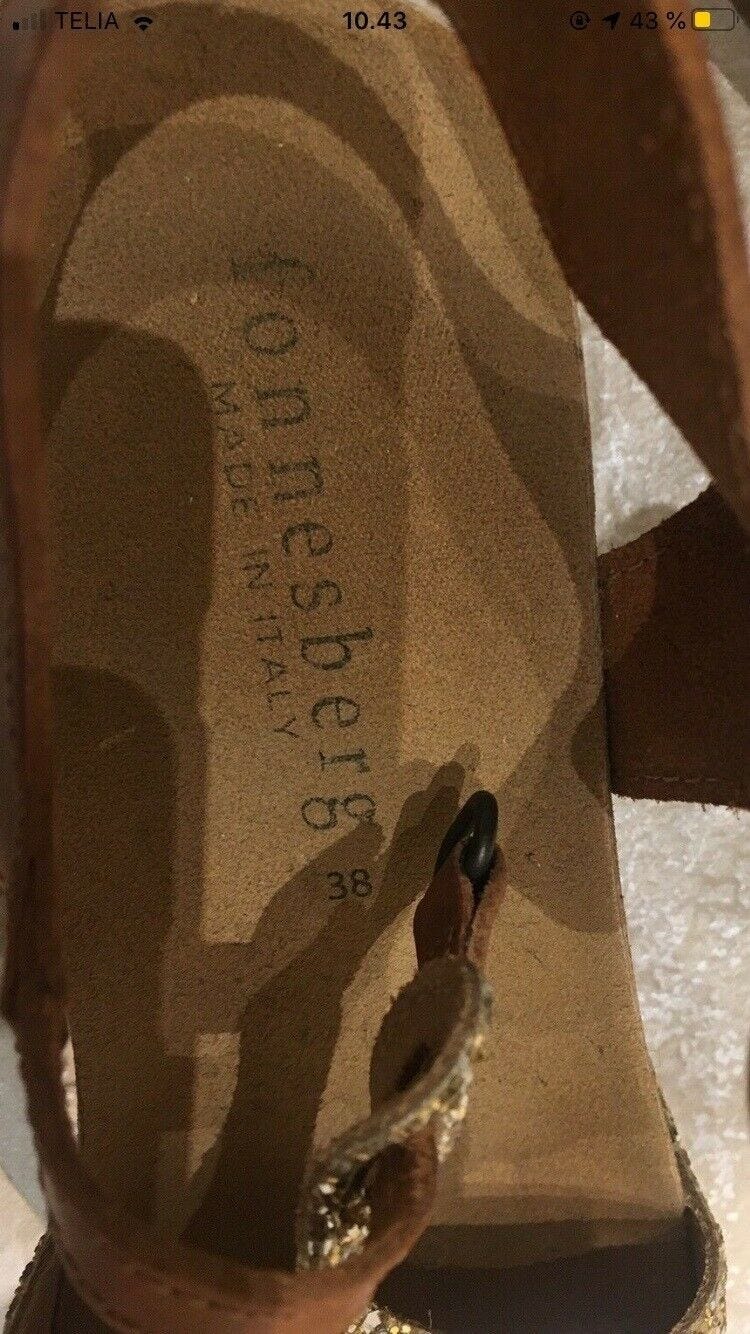 TELIA 10.43 43 %
fonnesberg
MADE IN ITALY
38